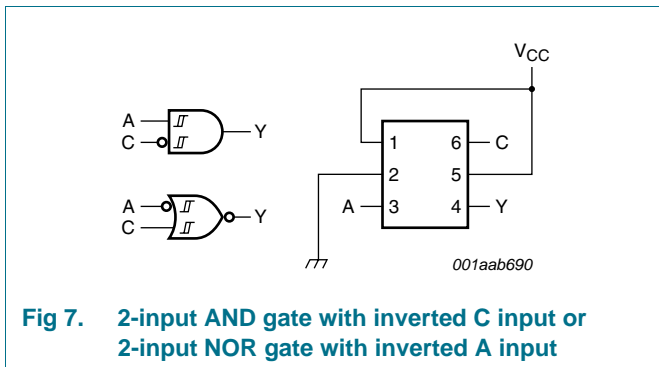 VCC
A
C
Y
A
C
Y
1 6 C
2 5
A 3 4 Y
001aab690
Fig 7. 2-input AND gate with inverted C input or
2-input NOR gate with inverted A input